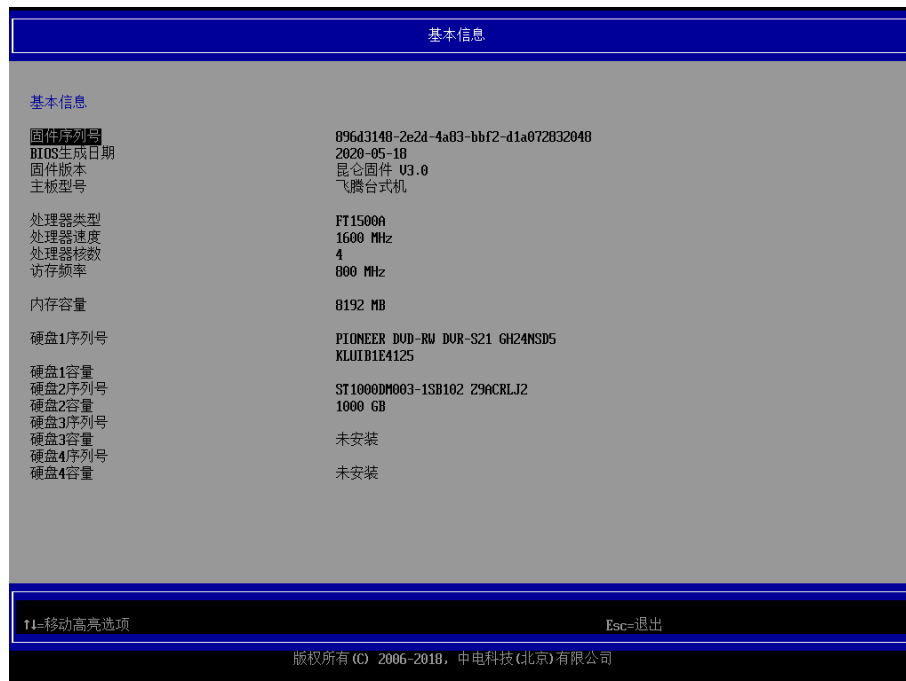 基本信息
基本信息
固件序列号 896d3148-2e2d-4a83-bbf2-d1a072832048
BIOS生成日期 2020-05-18
固件版本 昆仑固件 V3.0
主板型号 飞腾台式机
处理器类型 FT1500A
处理器速度 1600 MHz
处理器核数 4
访存频率 800 MHz
内存容量 8192 MB
硬盘1序列号 PIONEER DVD-RW DVR-S21 GH24NSD5
KLUIB1E4125
硬盘1容量
硬盘2序列号 ST1000DM003-1SB102 Z9ACRLJ2
硬盘2容量 1000 GB
硬盘3序列号
硬盘3容量 未安装
硬盘4序列号
硬盘4容量 未安装
↑↓=移动高亮选项 Esc=退出
版权所有(C) 2006-2018, 中电科技(北京)有限公司